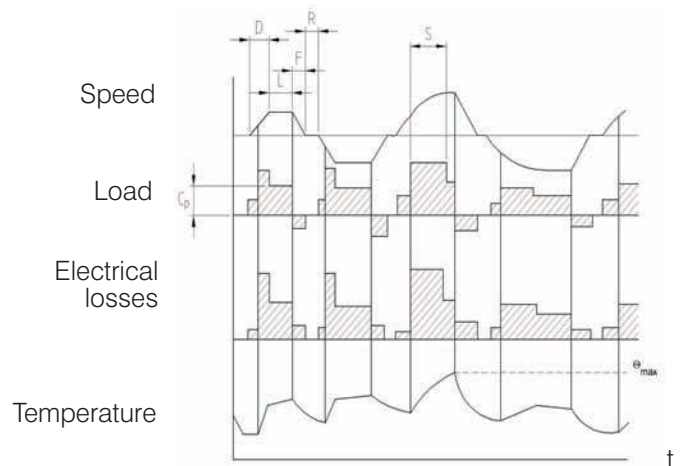 D
R
S
F
L
Speed
Load
Cp
Electrical
losses
Θmax
Temperature
t